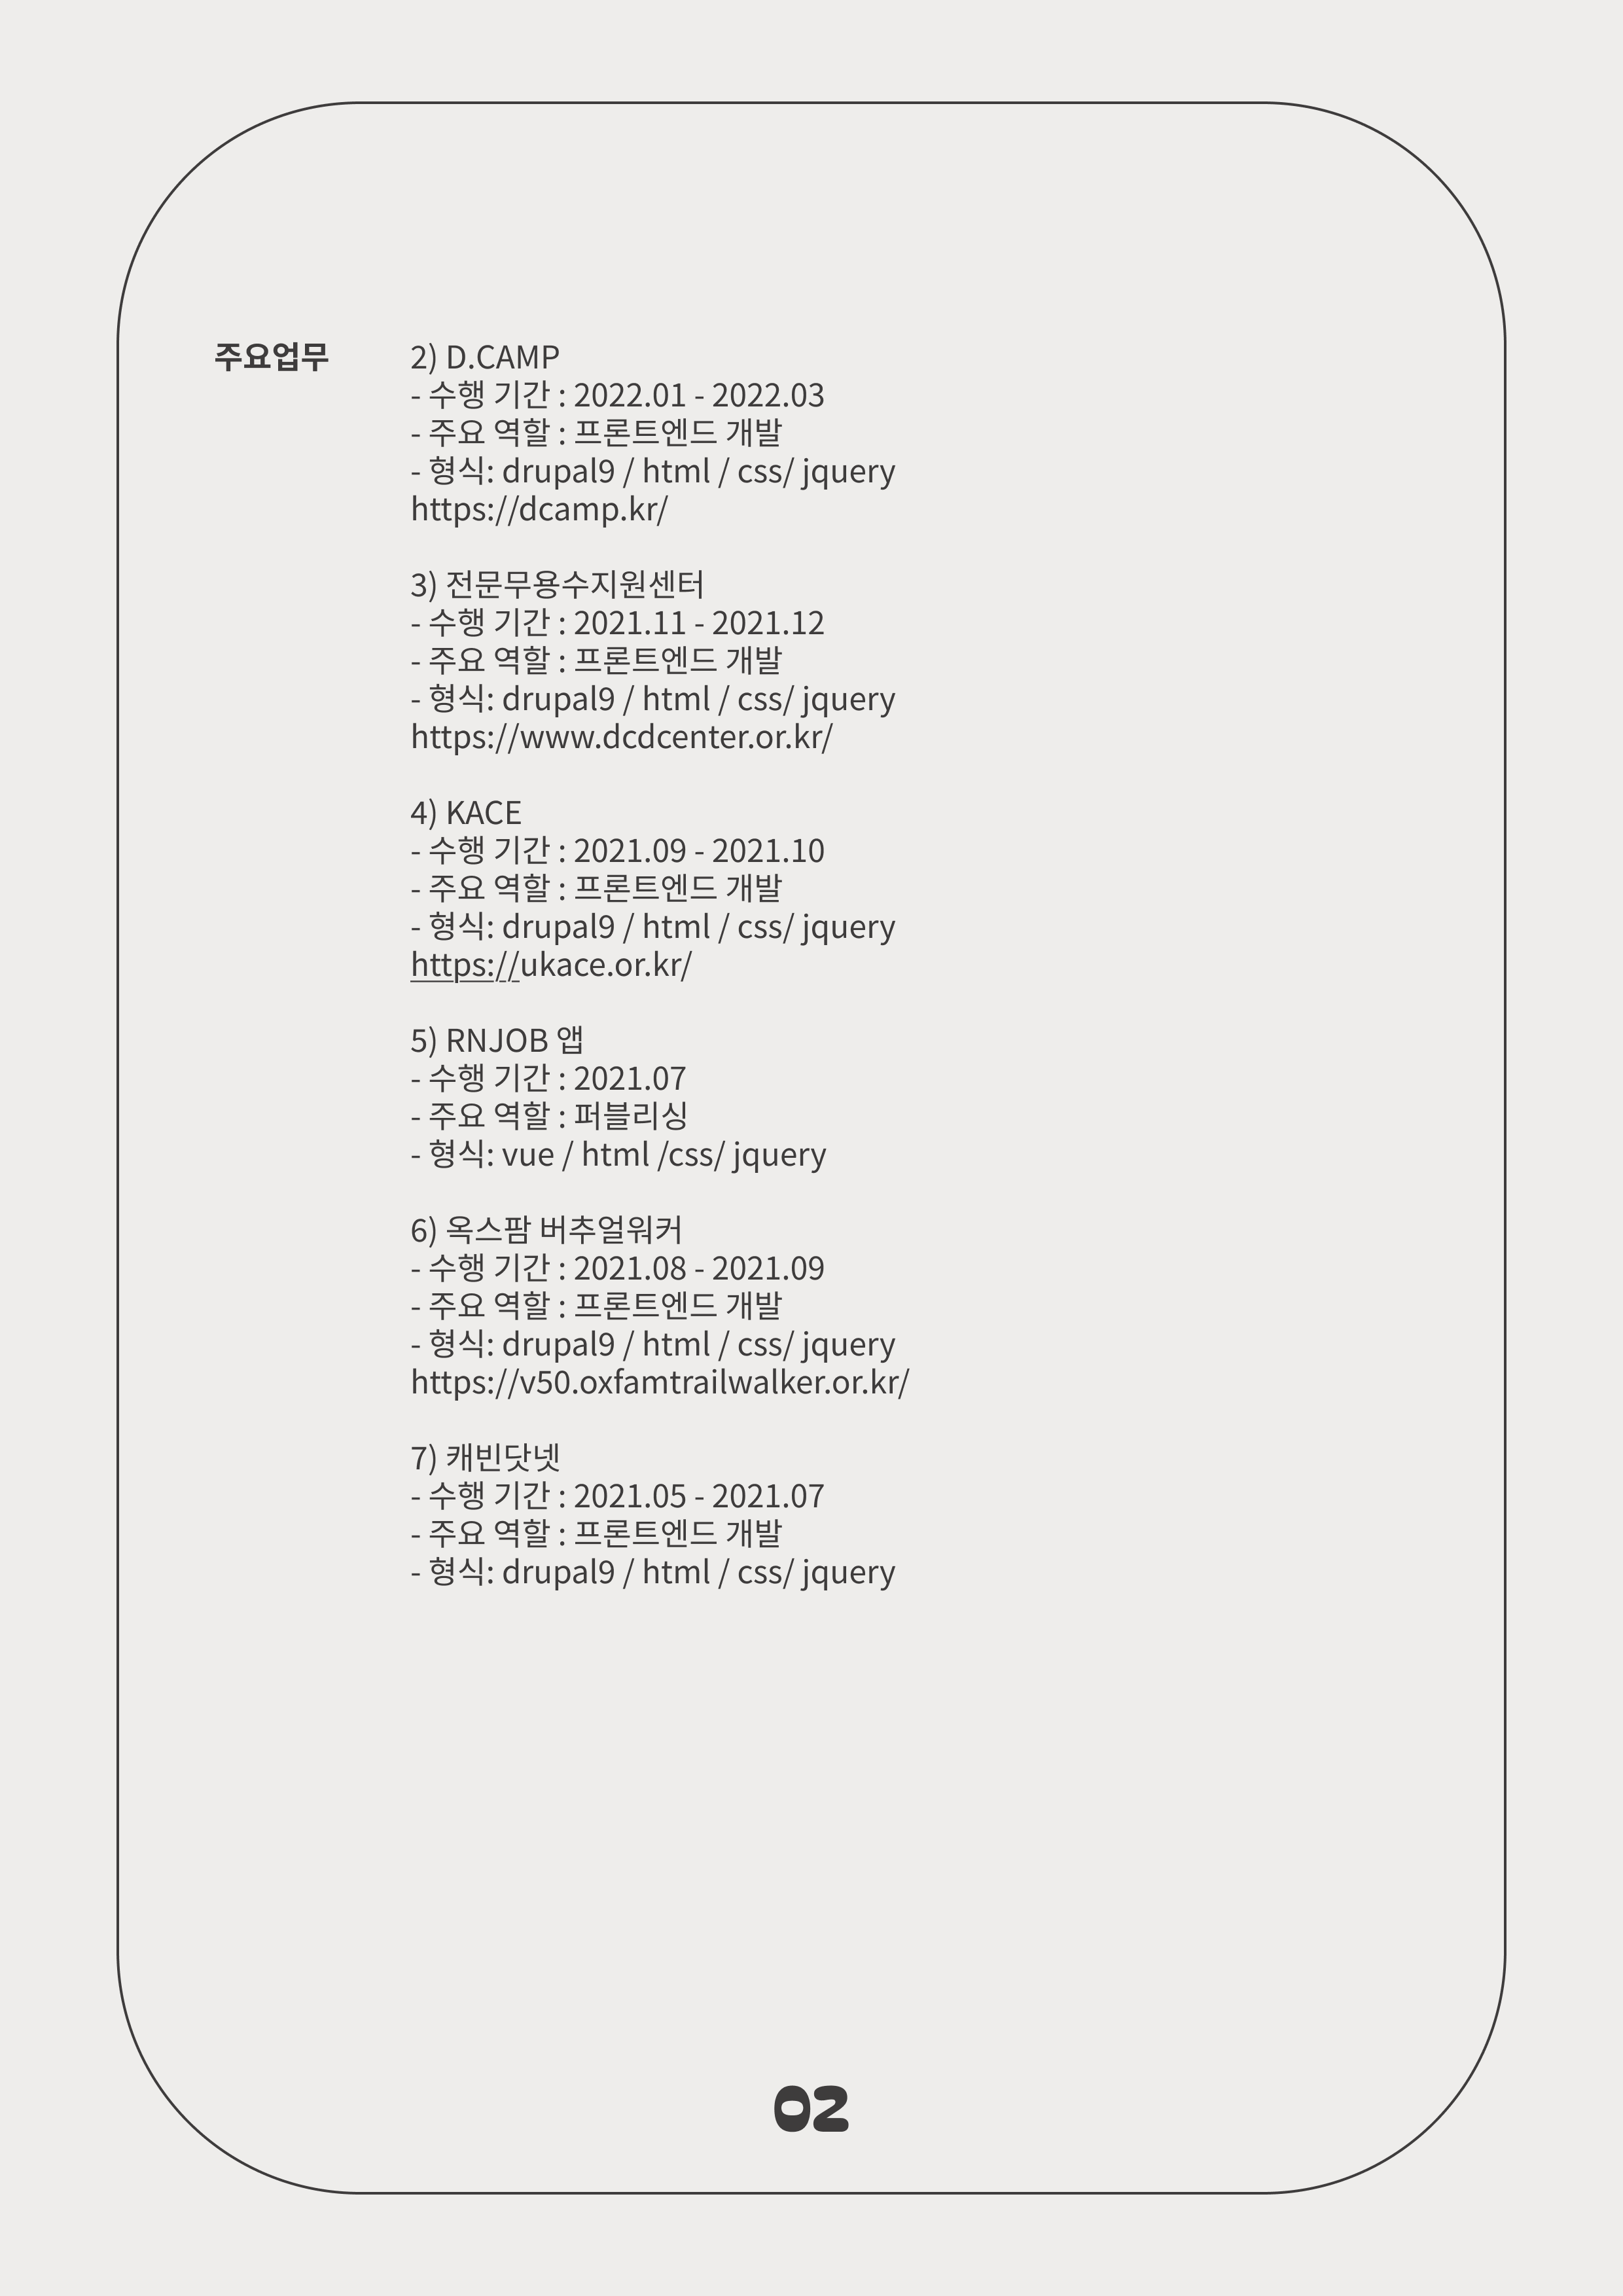 주요업무
2) D.CAMP
- 수행 기간 : 2022.01 - 2022.03
- 주요 역할 : 프론트엔드 개발
- 형식: drupal9 / html / css/ jquery
https://dcamp.kr/
3) 전문무용수지원센터
- 수행 기간 : 2021.11 - 2021.12
- 주요 역할 : 프론트엔드 개발
- 형식: drupal9 / html / css/ jquery
https://www.dcdcenter.or.kr/
4) KACE
- 수행 기간 : 2021.09 - 2021.10
- 주요 역할 : 프론트엔드 개발
- 형식: drupal9 / html / css/ jquery
https://ukace.or.kr/
5) RNJOB 앱
- 수행 기간 : 2021.07
- 주요 역할 : 퍼블리싱
- 형식: vue / html /css/ jquery
6) 옥스팜 버추얼워커
- 수행 기간 : 2021.08 - 2021.09
- 주요 역할 : 프론트엔드 개발
- 형식: drupal9 / html / css/ jquery
https://v50.oxfamtrailwalker.or.kr/
7) 캐빈닷넷
- 수행 기간 : 2021.05 - 2021.07
- 주요 역할 : 프론트엔드 개발
- 형식: drupal9 / html / css/ jquery
02